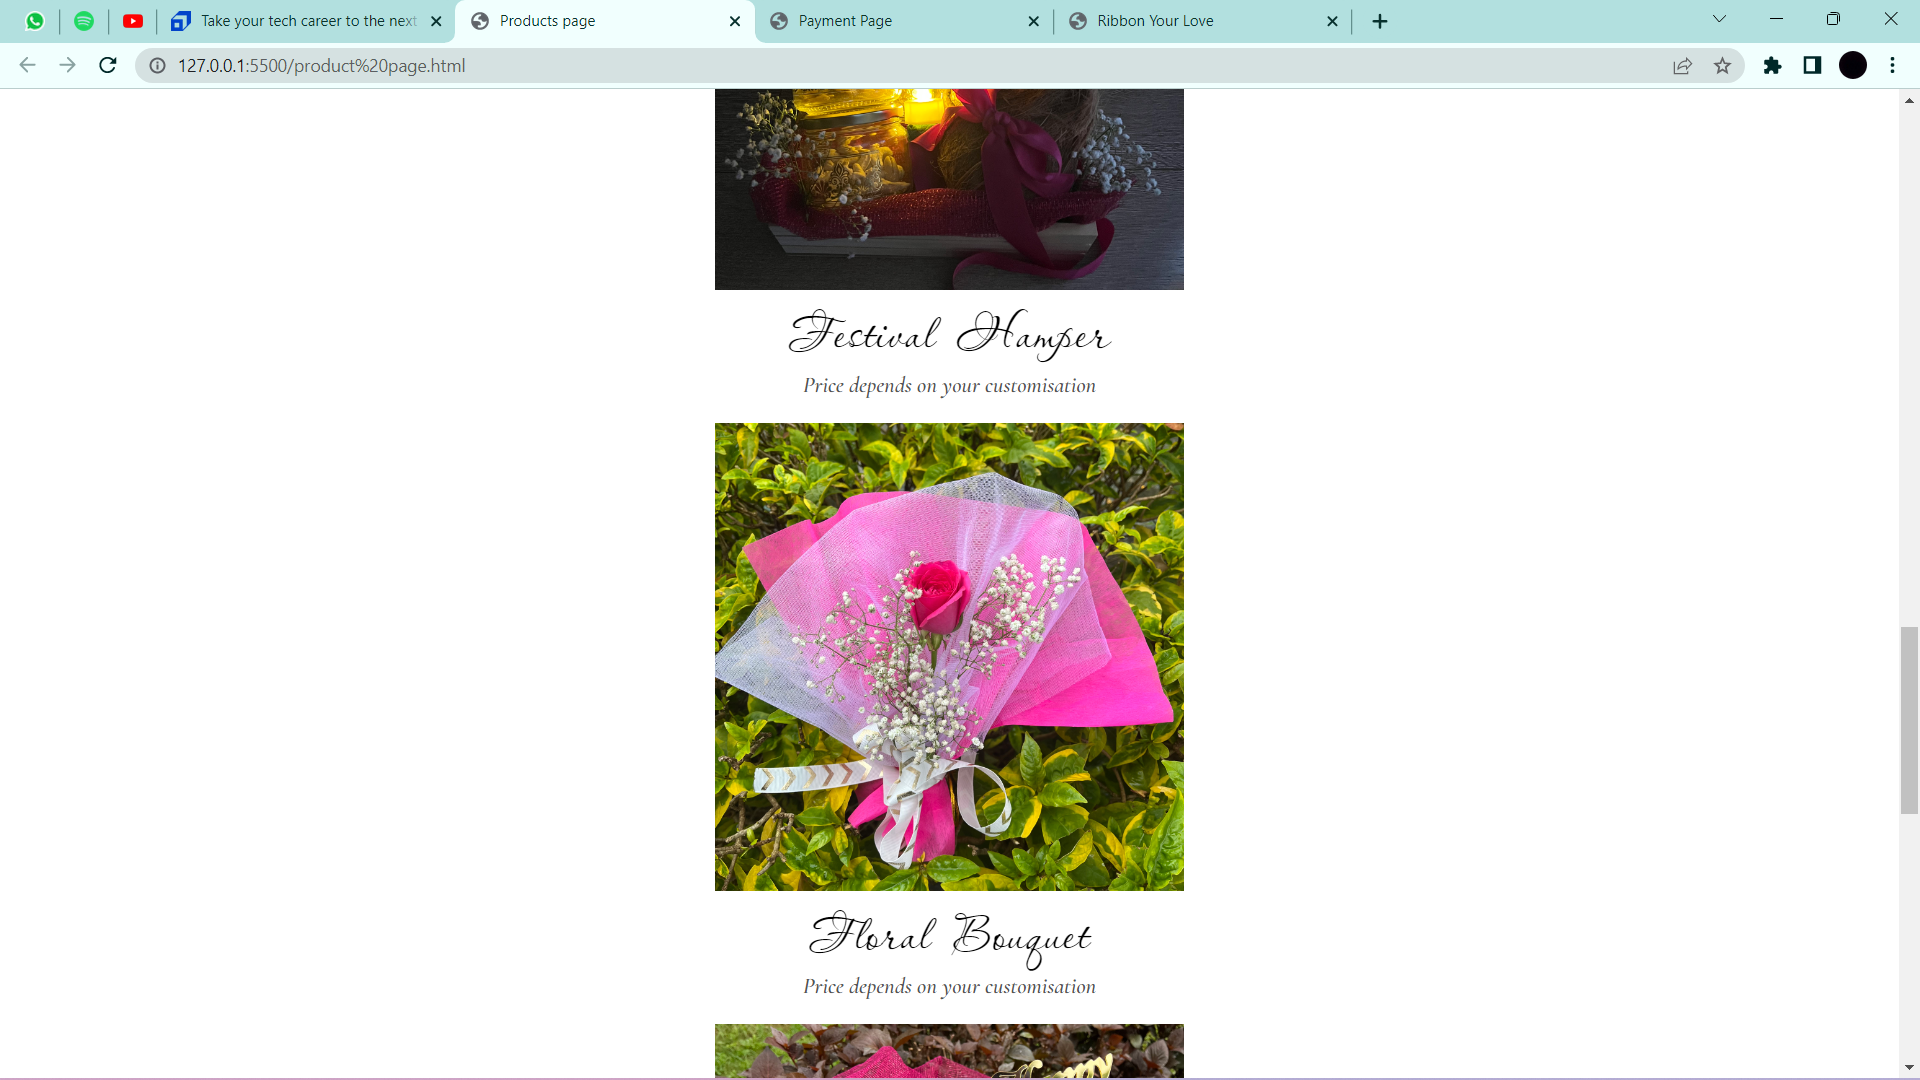 Take your tech career to the next
Products page
Payment Page
Ribbon Your Love
127.0.0.1:5500/product%20page.html
Festival Hamper
Price depends on your customisation
Floral Bouquet
Price depends on your customisation